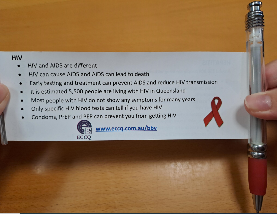 HIV
• HIV and AIDS are different
• HIV can cause AIDS and AIDS can lead to death
• Early testing and treatment can prevent AIDS and reduce HIV transmission
• It is estimated 5,500 people are living with HIV in Queensland
• Most people with HIV do not show any symptoms for many years
• Only specific HIV blood tests can tell if you have HIV
• Condoms, PrEP and PEP can prevent you from getting HIV
ECCQ
www.eccq.com.au/bbv